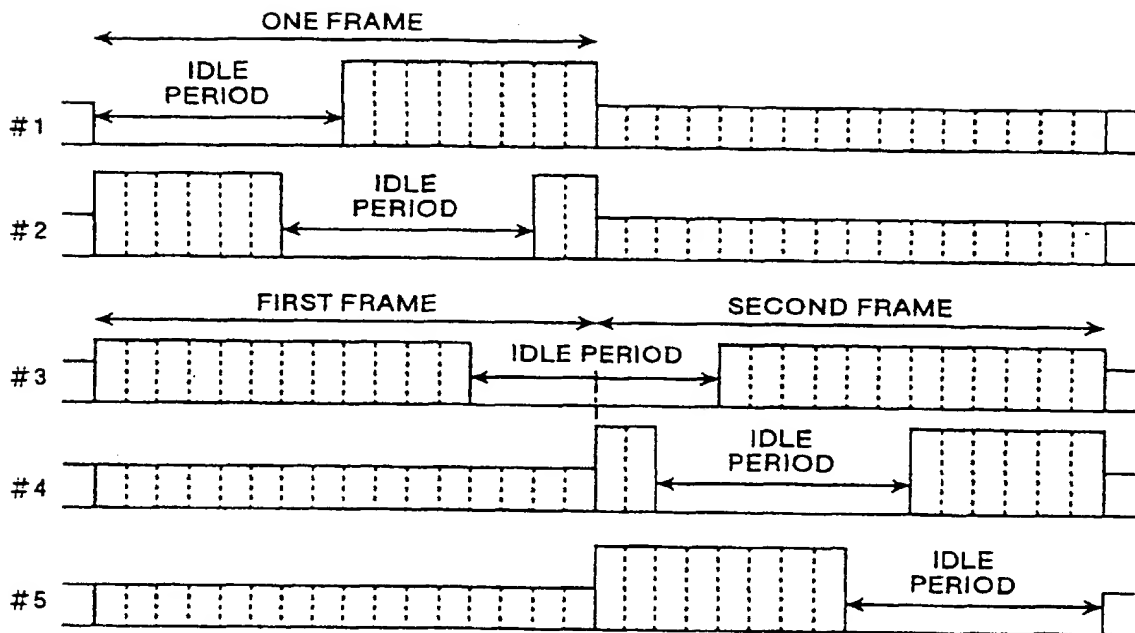 ONE FRAME
IDLE
PERIOD
#1
IDLE
PERIOD
#2
FIRST FRAME
SECOND FRAME
IDLE PERIOD
#3
IDLE
PERIOD
#4
IDLE
PERIOD
#5